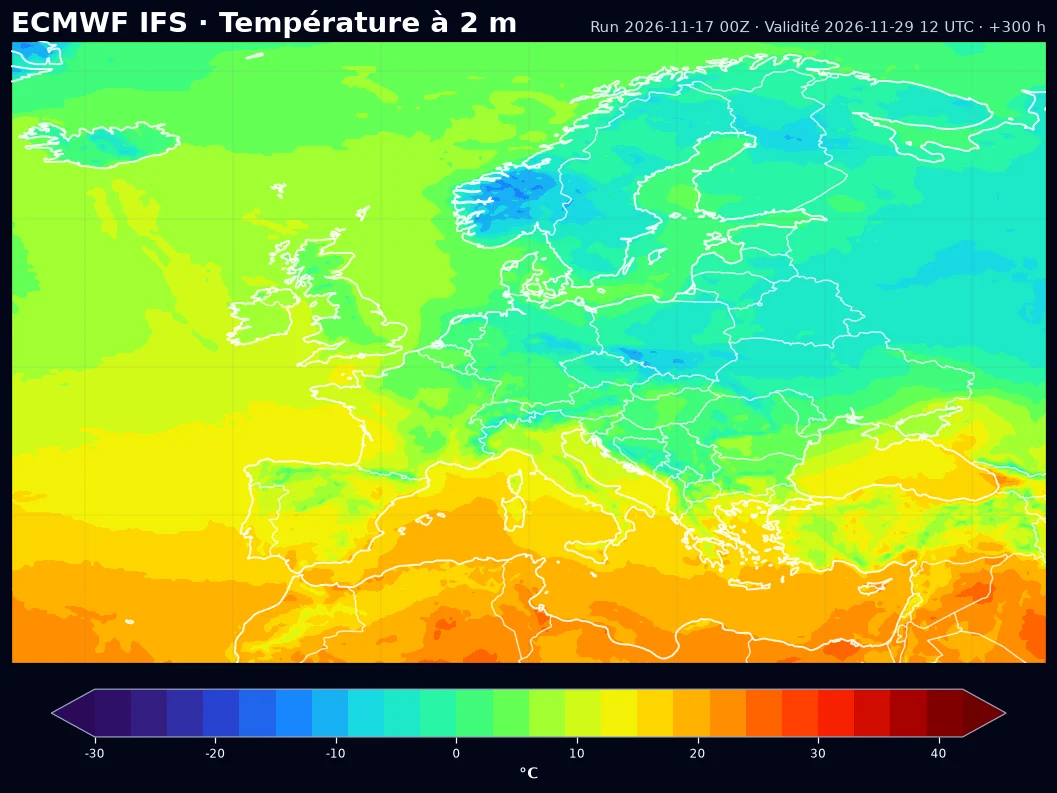 ECMWF IFS · Température à 2 m
Run 2026-11-17 00Z · Validité 2026-11-29 12 UTC · +300 h
-30 -20 -10 0 10 20 30 40
°C